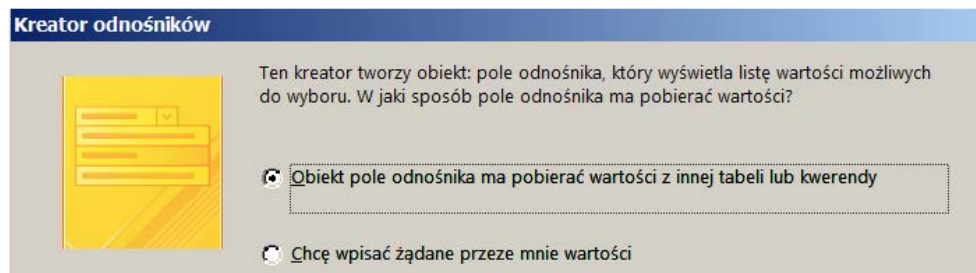 Kreator odnośników
Ten kreator tworzy obiekt: pole odnośnika, który wyświetla listę wartości możliwych
do wyboru. W jaki sposób pole odnośnika ma pobierać wartości?
Obiekt pole odnośnika ma pobierać wartości z innej tabeli lub kwerendy
Chcę wpisać żądane przeze mnie wartości